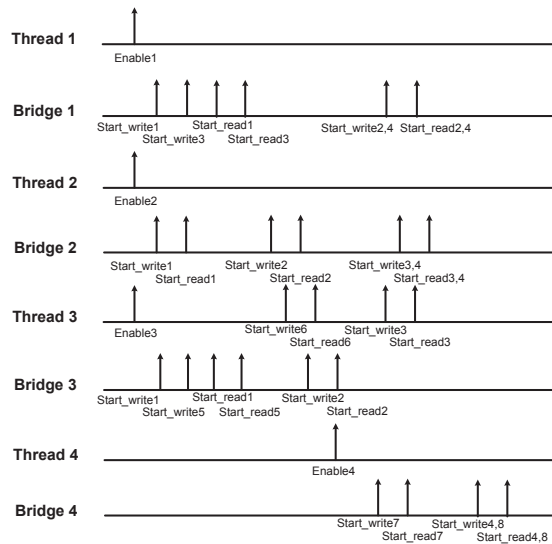 Thread 1
Enable1
Bridge 1
Start_write1
Start_write3
Start_read1
Start_read3
Start_write2,4
Start_read2,4
Thread 2
Enable2
Bridge 2
Start_write1
Start_read1
Start_write2
Start_read2
Start_write3,4
Start_read3,4
Thread 3
Enable3
Start_write6
Start_read6
Start_write3
Start_read3
Bridge 3
Start_write1
Start_write5
Start_read1
Start_read5
Start_write2
Start_read2
Thread 4
Enable4
Bridge 4
Start_write7
Start_read7
Start_write4,8
Start_read4,8